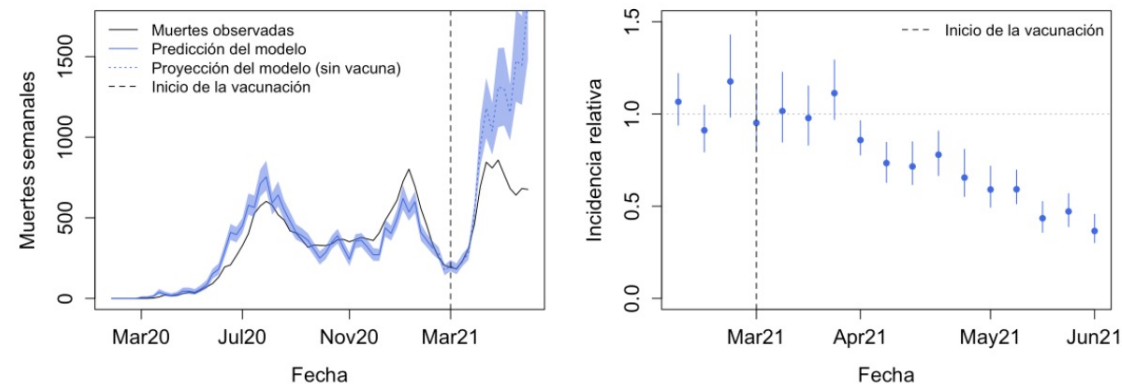 Muertes observadas
Predicción del modelo
Proyección del modelo (sin vacuna)
Inicio de la vacunación
Muertes semanales
1500
1000
500
0
Mar20
Jul20
Nov20
Mar21
Fecha
Inicio de la vacunación
Incidencia relativa
1.5
1.0
0.5
0.0
Mar21
Apr21
May21
Jun21
Fecha